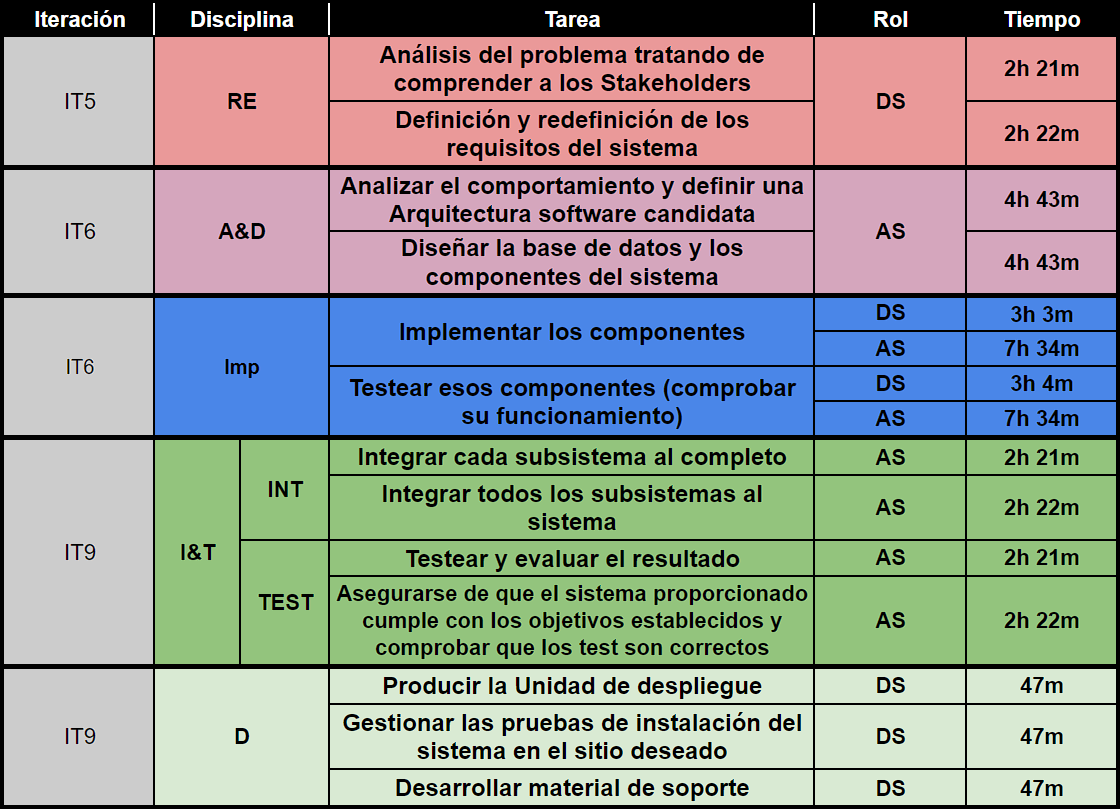 Iteración Disciplina Tarea Rol Tiempo
IT5 RE Análisis del problema tratando de
comprender a los Stakeholders DS 2h 21m
Definición y redefinición de los
requisitos del sistema 2h 22m
IT6 A&D Analizar el comportamiento y definir una
Arquitectura software candidata AS 4h 43m
Diseñar la base de datos y los
componentes del sistema 4h 43m
IT6 Imp Implementar los componentes DS 3h 3m
AS 7h 34m
Testear esos componentes (comprobar
su funcionamiento) DS 3h 4m
AS 7h 34m
IT9 I&T INT Integrar cada subsistema al completo AS 2h 21m
Integrar todos los subsistemas al
sistema AS 2h 22m
TEST Testear y evaluar el resultado AS 2h 21m
Asegurarse de que el sistema proporcionado
cumple con los objetivos establecidos y
comprobar que los test son correctos AS 2h 22m
IT9 D Producir la Unidad de despliegue DS 47m
Gestionar las pruebas de instalación del
sistema en el sitio deseado DS 47m
Desarrollar material de soporte DS 47m